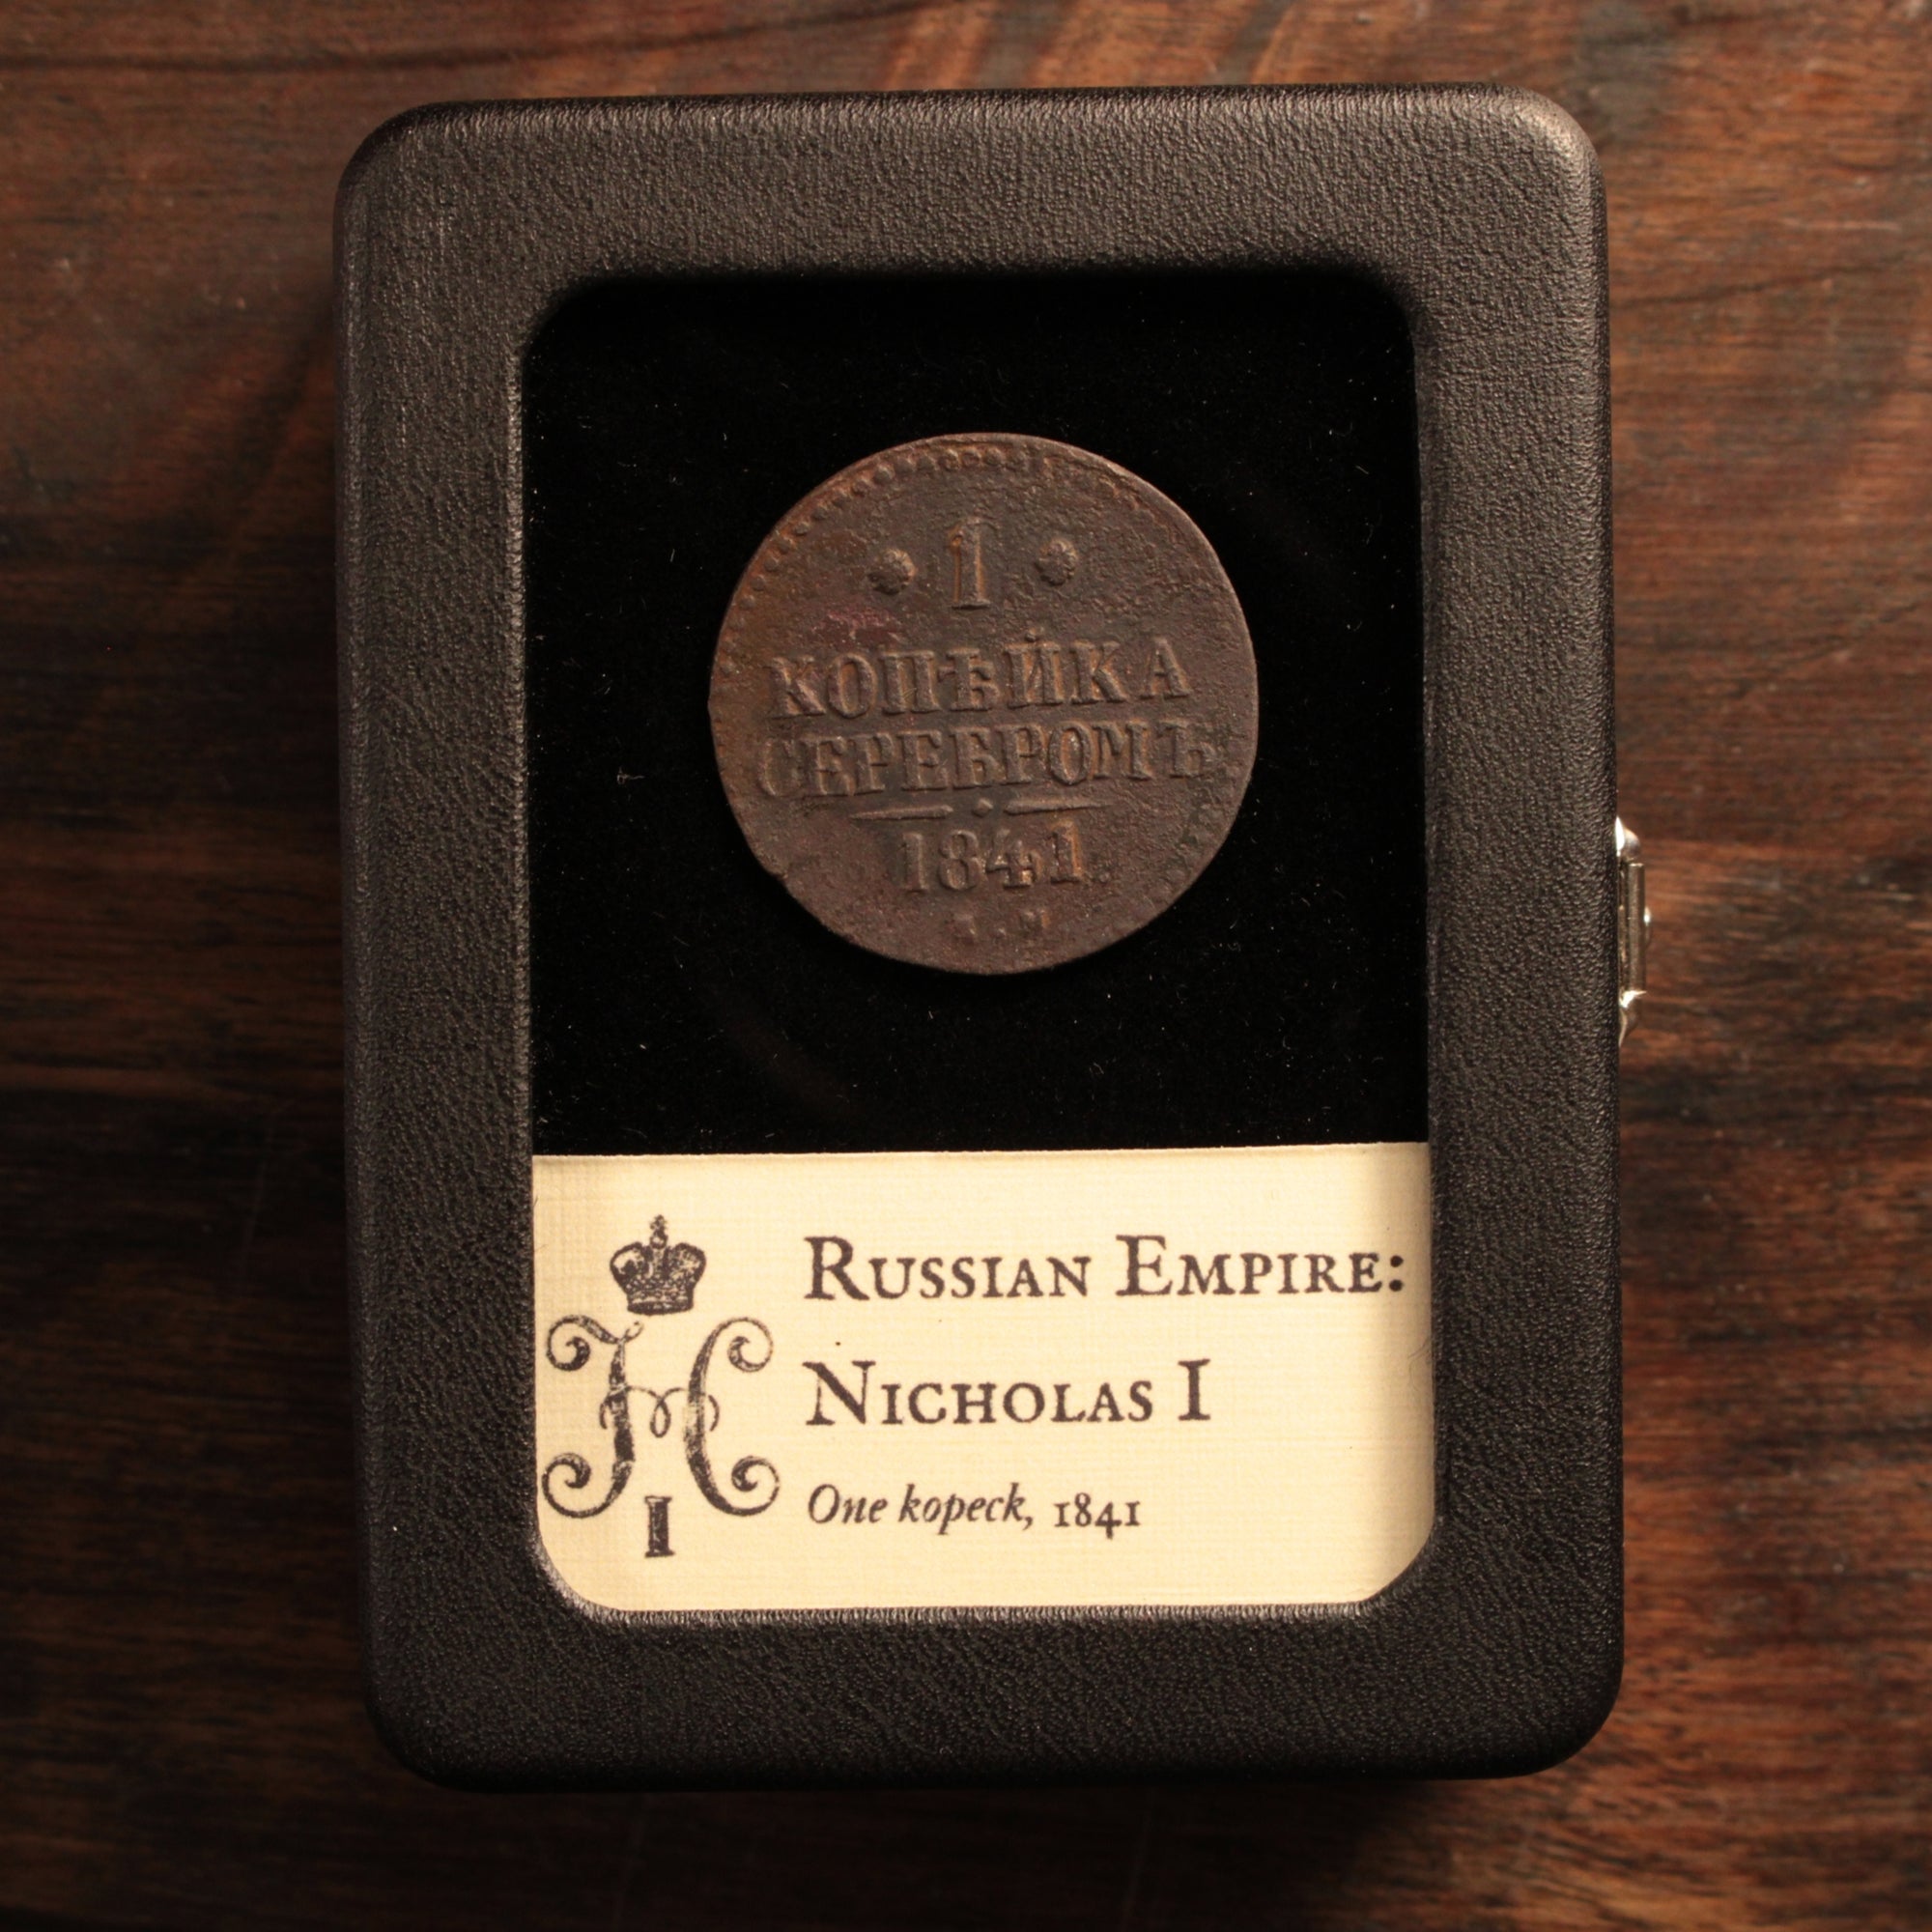 1
КОПѢЙКА
СЕРЕБРОМЪ
1841
RUSSIAN EMPIRE:
NICHOLAS I
One kopeck, 1841
H
I